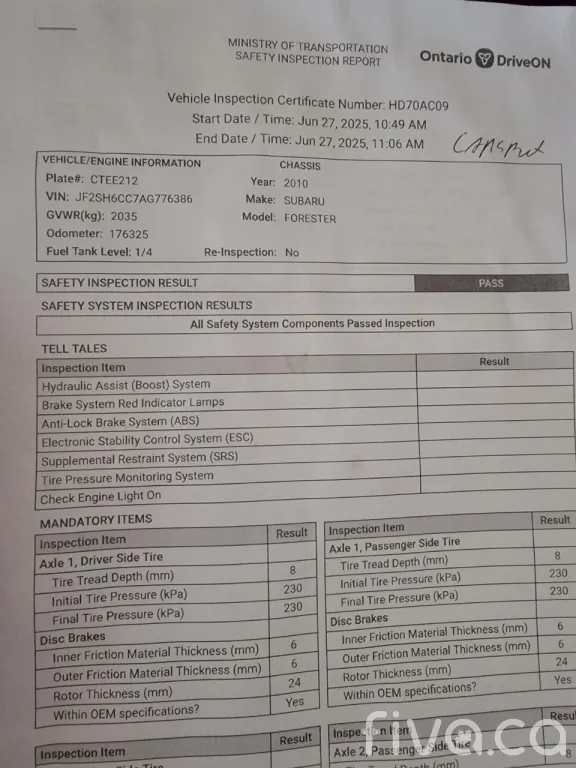 MINISTRY OF TRANSPORTATION
SAFETY INSPECTION REPORT
Ontario DriveON
Vehicle Inspection Certificate Number: HD70AC09
Start Date / Time: Jun 27, 2025, 10:49 AM
End Date / Time: Jun 27, 2025, 11:06 AM
VEHICLE/ENGINE INFORMATION CHASSIS
Plate#: CTEE212 Year: 2010
VIN: JF2SH6CC7AG776386 Make: SUBARU
GVWR(kg): 2035 Model: FORESTER
Odometer: 176325
Fuel Tank Level: 1/4 Re-Inspection: No
SAFETY INSPECTION RESULT PASS
SAFETY SYSTEM INSPECTION RESULTS
All Safety System Components Passed Inspection
TELL TALES
Inspection Item Result
Hydraulic Assist (Boost) System
Brake System Red Indicator Lamps
Anti-Lock Brake System (ABS)
Electronic Stability Control System (ESC)
Supplemental Restraint System (SRS)
Tire Pressure Monitoring System
Check Engine Light On
MANDATORY ITEMS
Inspection Item Result
Axle 1, Driver Side Tire
Tire Tread Depth (mm) 8
Initial Tire Pressure (kPa) 230
Final Tire Pressure (kPa) 230
Disc Brakes
Inner Friction Material Thickness (mm) 6
Outer Friction Material Thickness (mm) 6
Rotor Thickness (mm) 24
Within OEM specifications? Yes
Inspection Item Result
Axle 1, Passenger Side Tire
Tire Tread Depth (mm) 8
Initial Tire Pressure (kPa) 230
Final Tire Pressure (kPa) 230
Disc Brakes
Inner Friction Material Thickness (mm) 6
Outer Friction Material Thickness (mm) 6
Rotor Thickness (mm) 24
Within OEM specifications? Yes
Inspection Item Result
Side Tire
Inspection Item Resul
Axle 2, Passenger Side Tire
8
fiva.ca